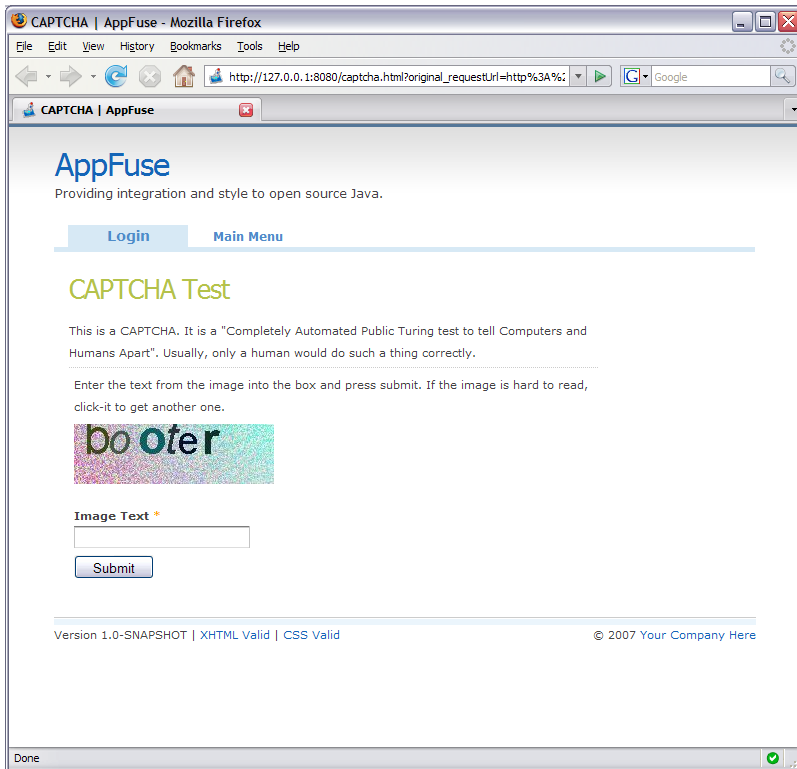 CAPTCHA | AppFuse - Mozilla Firefox
File Edit View History Bookmarks Tools Help
http://127.0.0.1:8080/captcha.html?original_requestUrl=http%3A%2 G Google
CAPTCHA | AppFuse
AppFuse
Providing integration and style to open source Java.
Login Main Menu
CAPTCHA Test
This is a CAPTCHA. It is a "Completely Automated Public Turing test to tell Computers and
Humans Apart". Usually, only a human would do such a thing correctly.
Enter the text from the image into the box and press submit. If the image is hard to read,
click-it to get another one.
booter
Image Text *
Submit
Version 1.0-SNAPSHOT | XHTML Valid | CSS Valid © 2007 Your Company Here
Done